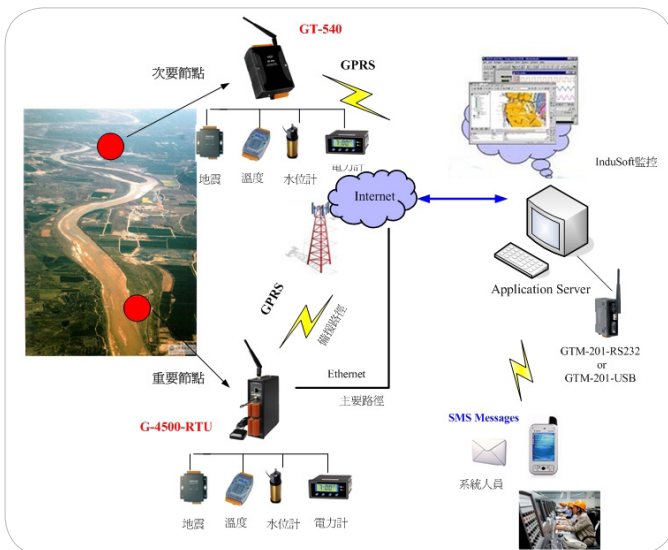 GT-540
次要節點
GPRS
地震
溫度
水位計
電力計
InduSoft監控
Internet
Application Server
GPRS
備援路徑
GTM-201-RS232
or
GTM-201-USB
重要節點
Ethernet
主要路徑
G-4500-RTU
SMS Messages
系統人員
地震
溫度
水位計
電力計